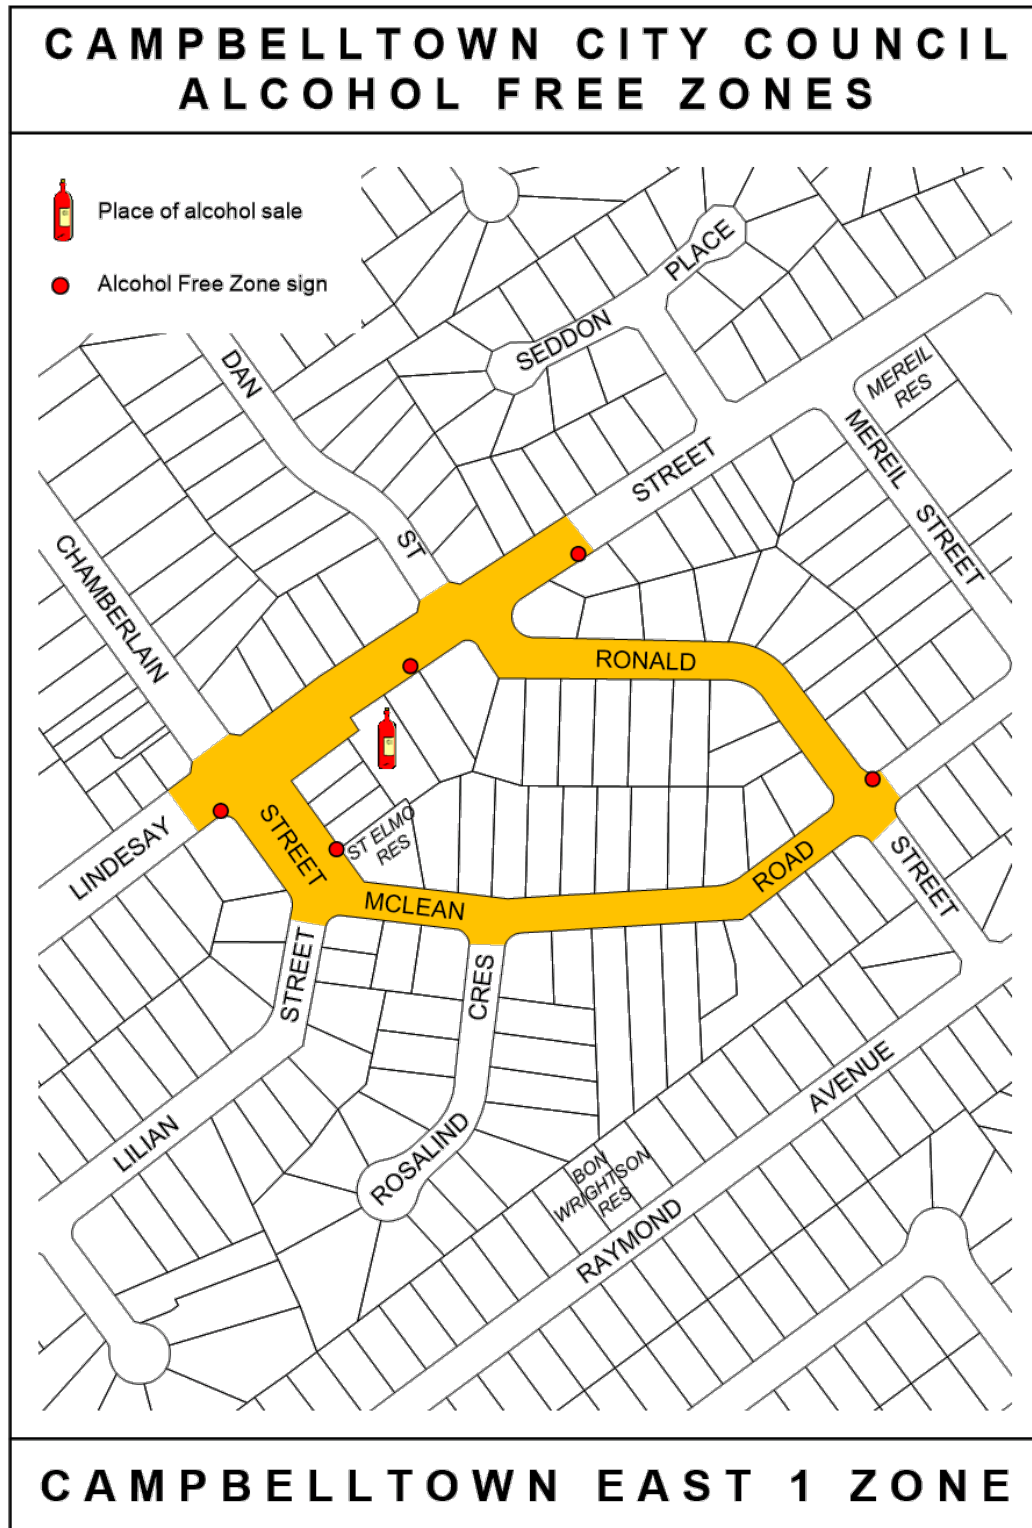 CAMPBELLTOWN CITY COUNCIL
ALCOHOL FREE ZONES
Place of alcohol sale
Alcohol Free Zone sign
PLACE
SEDDON
DAN
ST
MEREIL
RES
MEREIL
STREET
STREET
CHAMBERLAIN
RONALD
LINDESAY
STREET
ST ELMO
RES
MCLEAN
ROAD
STREET
STREET
CRES
LILIAN
ROSALIND
AVENUE
BON
WRIGHTSON
RES
RAYMOND
CAMPBELLTOWN EAST 1 ZONE